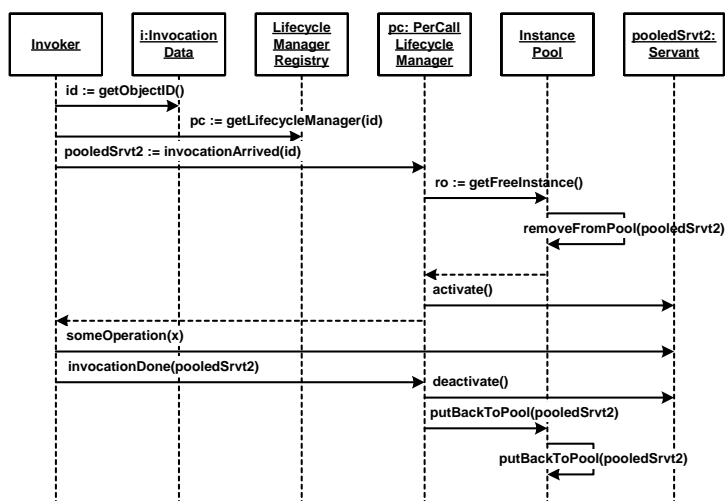 Invoker
i:Invocation
Data
Lifecycle
Manager
Registry
pc: PerCall
Lifecycle
Manager
Instance
Pool
pooledSrvt2:
Servant
id := getObjectID()
pc := getLifecycleManager(id)
pooledSrvt2 := invocationArrived(id)
ro := getFreeInstance()
removeFromPool(pooledSrvt2)
activate()
someOperation(x)
invocationDone(pooledSrvt2)
deactivate()
putBackToPool(pooledSrvt2)
putBackToPool(pooledSrvt2)